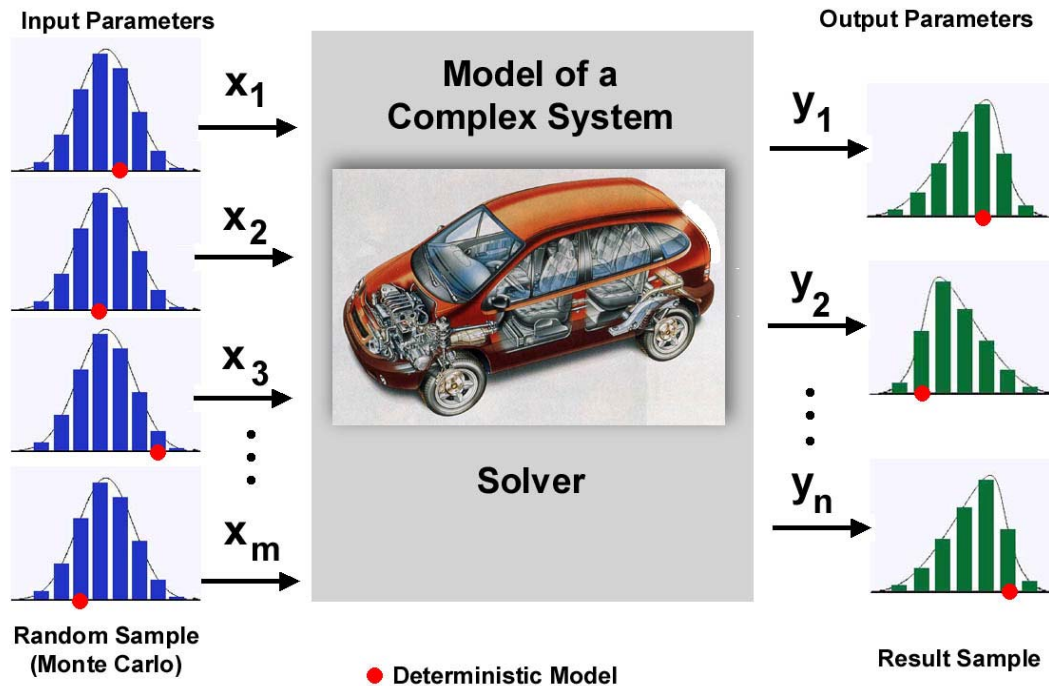 Input Parameters
Output Parameters
Model of a
Complex System
x1
x2
x3
xm
y1
y2
yn
Solver
Random Sample
(Monte Carlo)
Deterministic Model
Result Sample